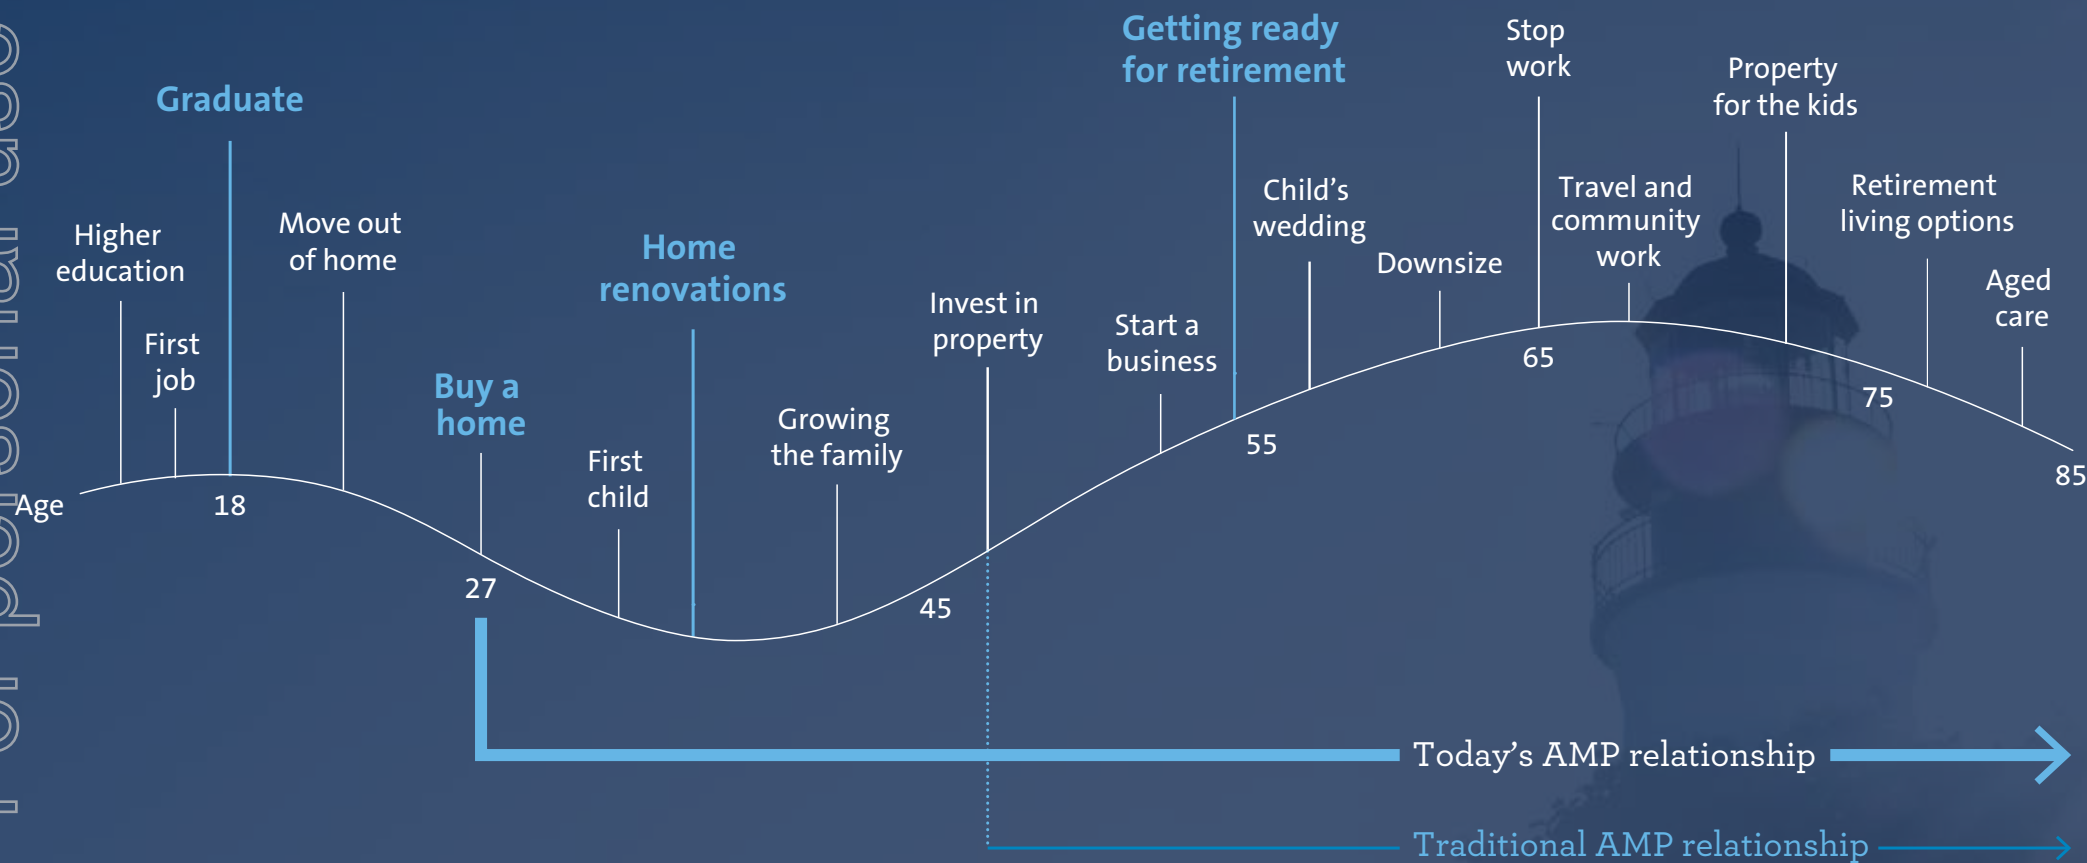 Graduate
Higher
education
First
job
Move out
of home
Buy a
home
First
child
Home
renovations
Growing
the family
Invest in
property
Start a
business
Getting ready
for retirement
Child’s
wedding
Downsize
Stop
work
Travel and
community
work
Property
for the kids
Retirement
living options
Aged
care
Age
18
27
45
55
65
75
85
Today’s AMP relationship
Traditional AMP relationship
For personal use